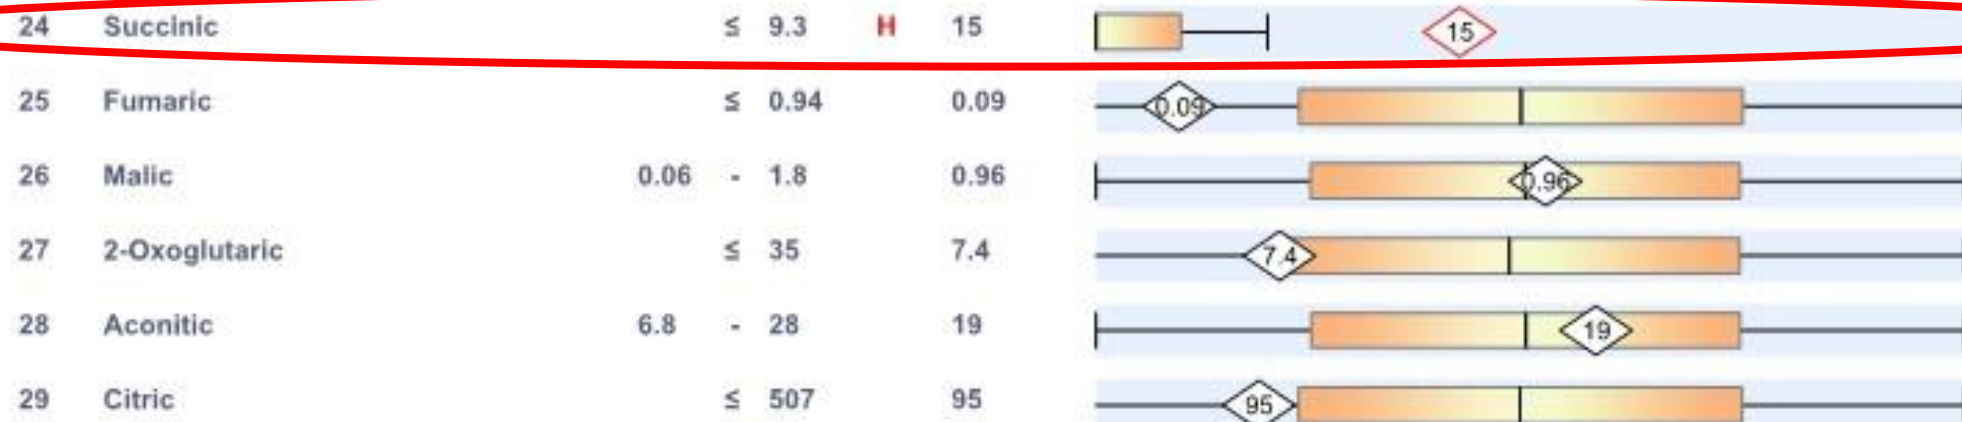 24 Succinic ≤ 9.3 H 15 15
25 Fumaric ≤ 0.94 0.09 0.09
26 Malic 0.06 - 1.8 0.96 0.96
27 2-Oxoglutaric ≤ 35 7.4 7.4
28 Aconitic 6.8 - 28 19 19
29 Citric ≤ 507 95 95